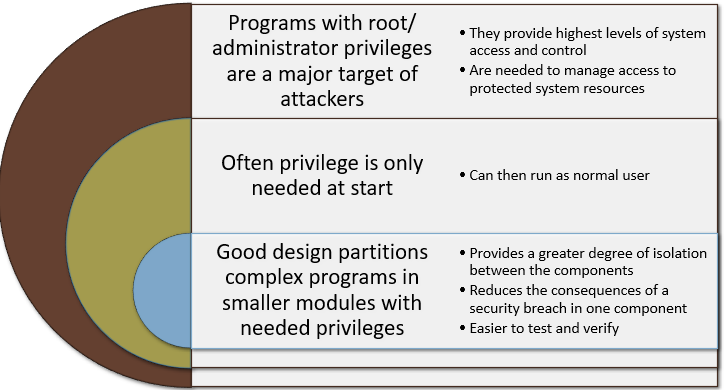 Programs with root/
administrator privileges
are a major target of
attackers
• They provide highest levels of system
access and control
• Are needed to manage access to
protected system resources
Often privilege is only
needed at start
• Can then run as normal user
Good design partitions
complex programs in
smaller modules with
needed privileges
• Provides a greater degree of isolation
between the components
• Reduces the consequences of a
security breach in one component
• Easier to test and verify